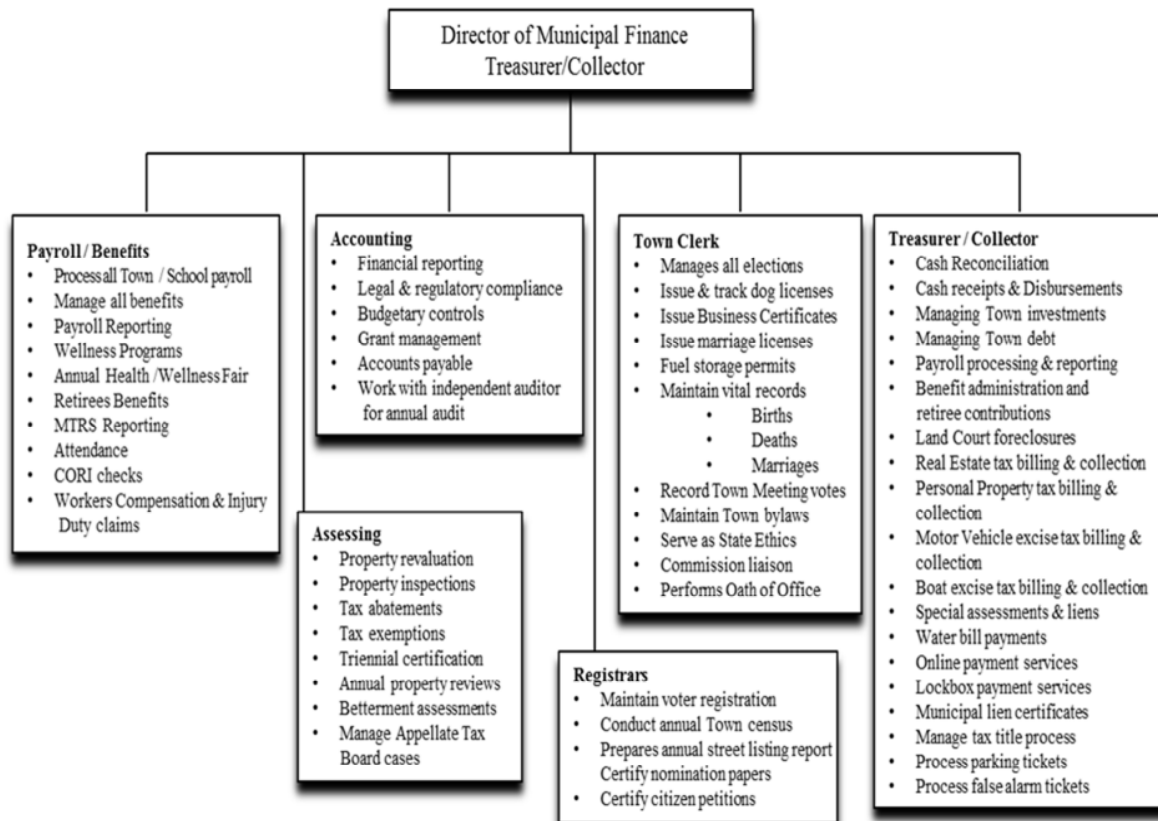 Director of Municipal Finance
Treasurer/Collector
Payroll / Benefits
• Process all Town / School payroll
• Manage all benefits
• Payroll Reporting
• Wellness Programs
• Annual Health /Wellness Fair
• Retirees Benefits
• MTRS Reporting
• Attendance
• CORI checks
• Workers Compensation & Injury
Duty claims
Accounting
• Financial reporting
• Legal & regulatory compliance
• Budgetary controls
• Grant management
• Accounts payable
• Work with independent auditor
for annual audit
Town Clerk
• Manages all elections
• Issue & track dog licenses
• Issue Business Certificates
• Issue marriage licenses
• Fuel storage permits
• Maintain vital records
• Births
• Deaths
• Marriages
• Record Town Meeting votes
• Maintain Town bylaws
• Serve as State Ethics
• Commission liaison
• Performs Oath of Office
Treasurer / Collector
• Cash Reconciliation
• Cash receipts & Disbursements
• Managing Town investments
• Managing Town debt
• Payroll processing & reporting
• Benefit administration and
retiree contributions
• Land Court foreclosures
• Real Estate tax billing & collection
• Personal Property tax billing &
collection
• Motor Vehicle excise tax billing &
collection
• Boat excise tax billing & collection
• Special assessments & liens
• Water bill payments
• Online payment services
• Lockbox payment services
• Municipal lien certificates
• Manage tax title process
• Process parking tickets
• Process false alarm tickets
Assessing
• Property revaluation
• Property inspections
• Tax abatements
• Tax exemptions
• Triennial certification
• Annual property reviews
• Betterment assessments
• Manage Appellate Tax
Board cases
Registrars
• Maintain voter registration
• Conduct annual Town census
• Prepares annual street listing report
Certify nomination papers
• Certify citizen petitions